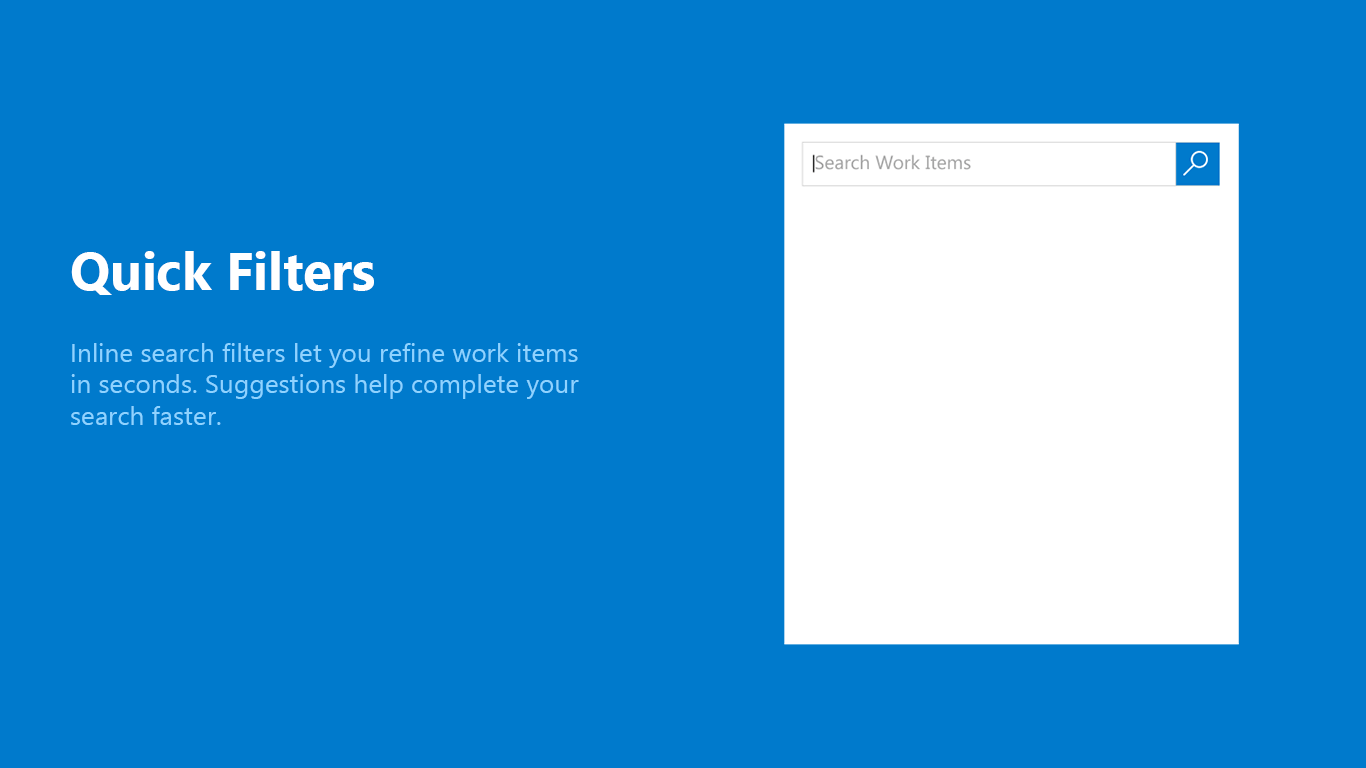 Search Work Items
Quick Filters
Inline search filters let you refine work items
in seconds. Suggestions help complete your
search faster.